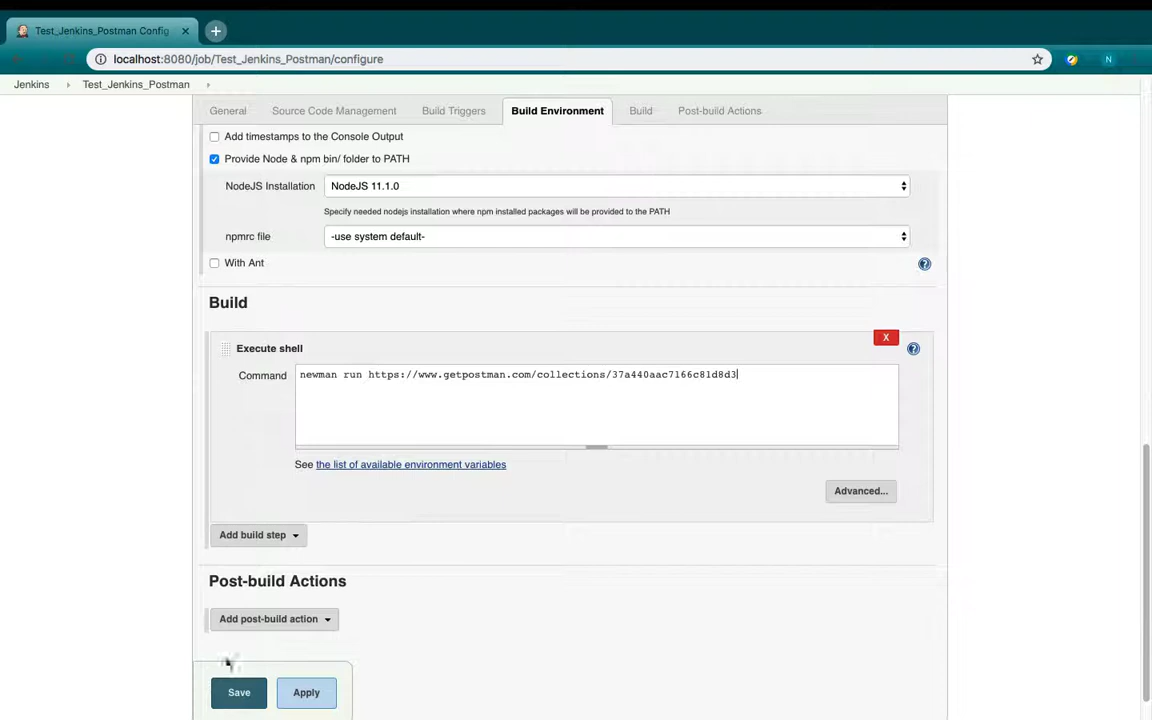 Test_Jenkins_Postman Config
localhost:8080/job/Test_Jenkins_Postman/configure
N
Jenkins
Test_Jenkins_Postman
General
Source Code Management
Build Triggers
Build Environment
Build
Post-build Actions
Add timestamps to the Console Output
Provide Node & npm bin/ folder to PATH
NodeJS Installation
NodeJS 11.1.0
Specify needed nodejs installation where npm installed packages will be provided to the PATH
npmrc file
-use system default-
With Ant
Build
X
Execute shell
Command
newman run https://www.getpostman.com/collections/37a440aac7166c81d8d3
See the list of available environment variables
Advanced...
Add build step
Post-build Actions
Add post-build action
Save
Apply